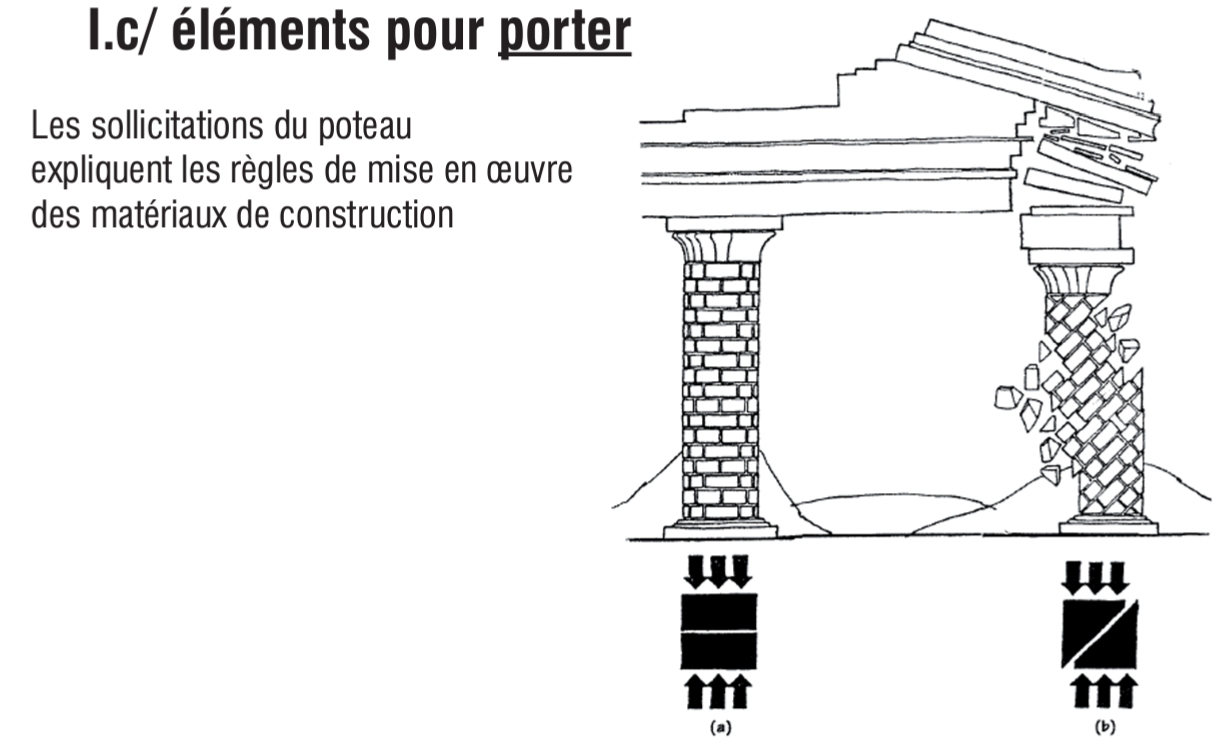 I.c/ éléments pour porter
Les sollicitations du poteau
expliquent les règles de mise en œuvre
des matériaux de construction
(a)
(b)